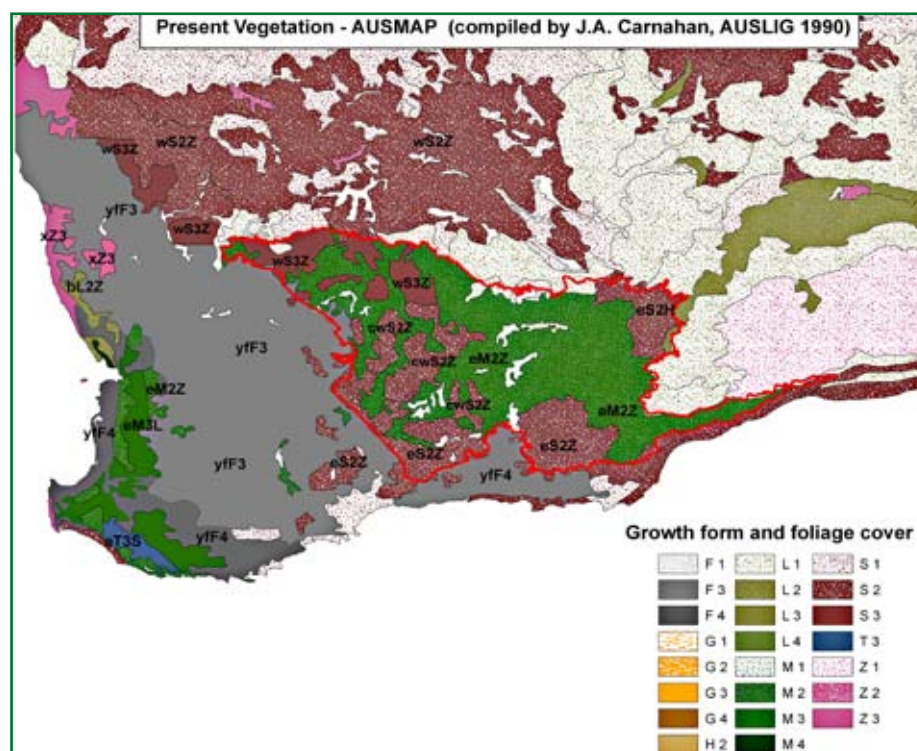 Present Vegetation - AUSMAP (compiled by J.A. Carnahan, AUSLIG 1990)
wS3Z
wS2Z
wS2Z
yfF3
xZ3
wS3Z
xZ3
wS3Z
wS3Z
bL2Z
eS2H
cwS2Z
yfF3
cwS2Z
eM2Z
eM2Z
cwS2Z
eM2Z
eM3L
yfF4
eS2Z
yfF3
eS2Z
eS2Z
yfF4
eT3S
yfF4
Growth form and foliage cover
F 1 L 1 S 1
F 3 L 2 S 2
F 4 L 3 S 3
G 1 L 4 T 3
G 2 M 1 Z 1
G 3 M 2 Z 2
G 4 M 3 Z 3
H 2 M 4